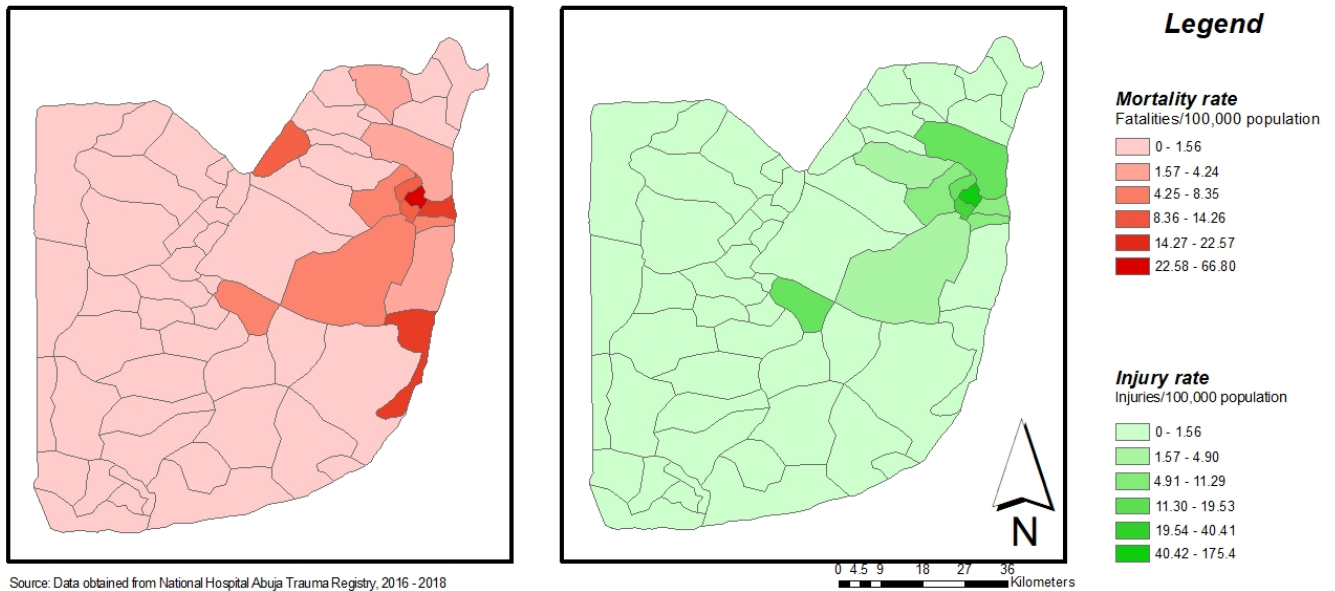 Legend
Mortality rate
Fatalities/100,000 population
0 - 1.56
1.57 - 4.24
4.25 - 8.35
8.36 - 14.26
14.27 - 22.57
22.58 - 66.80
Injury rate
Injuries/100,000 population
0 - 1.56
1.57 - 4.90
4.91 - 11.29
11.30 - 19.53
19.54 - 40.41
40.42 - 175.4
N
0 4.5 9 18 27 36
Kilometers
Source: Data obtained from National Hospital Abuja Trauma Registry, 2016 - 2018